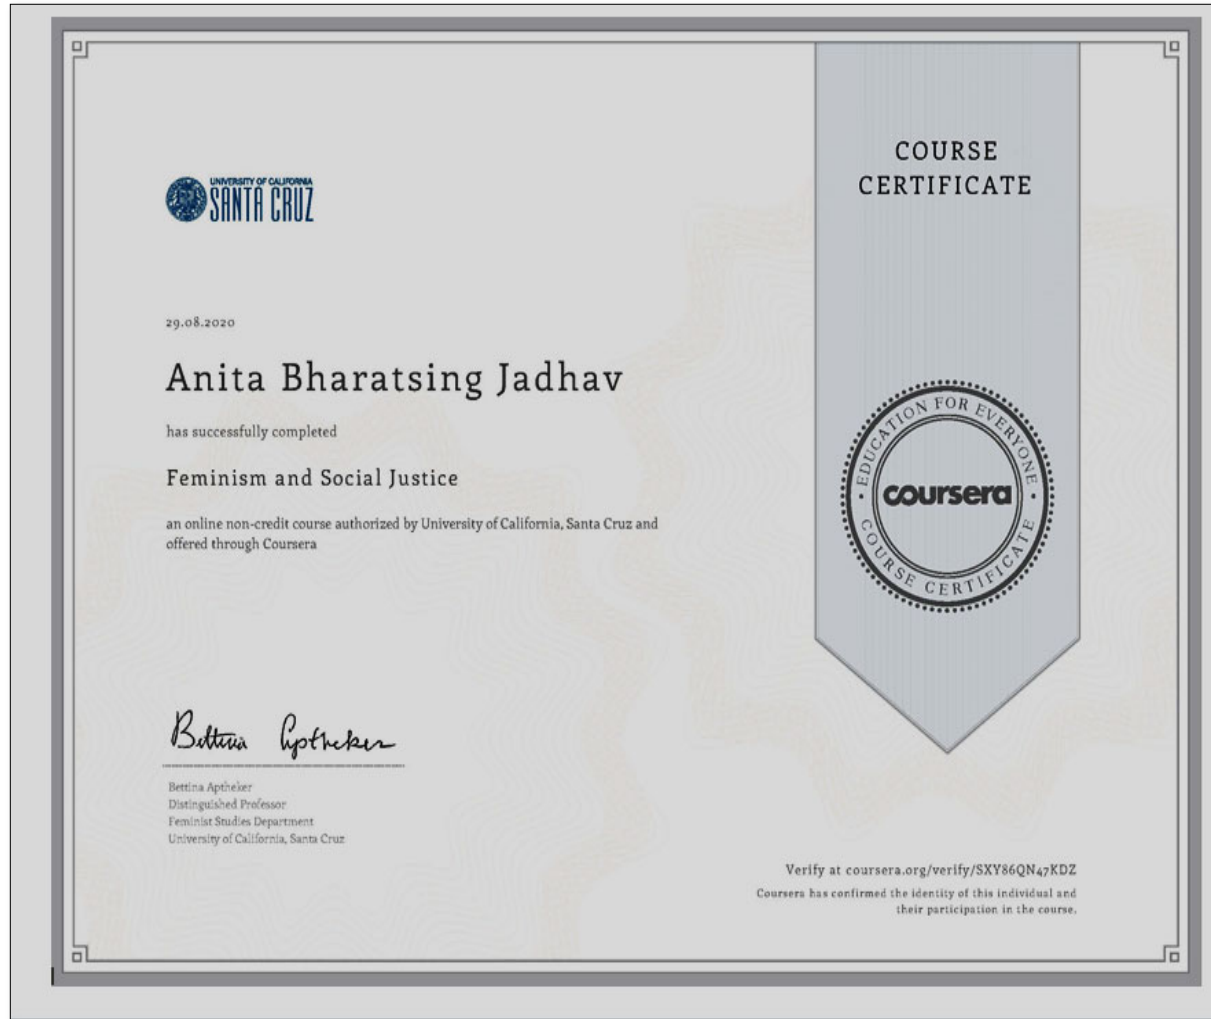 COURSE
CERTIFICATE
UNIVERSITY OF CALIFORNIA
SANTA CRUZ
29.08.2020
Anita Bharatsing Jadhav
has successfully completed
Feminism and Social Justice
an online non-credit course authorized by University of California, Santa Cruz and
offered through Coursera
EDUCATION FOR EVERYONE
coursera
COURSE CERTIFICATE
Bettina Aptheker
Bettina Aptheker
Distinguished Professor
Feminist Studies Department
University of California, Santa Cruz
Verify at coursera.org/verify/SXY86QN47KDZ
Coursera has confirmed the identity of this individual and
their participation in the course.